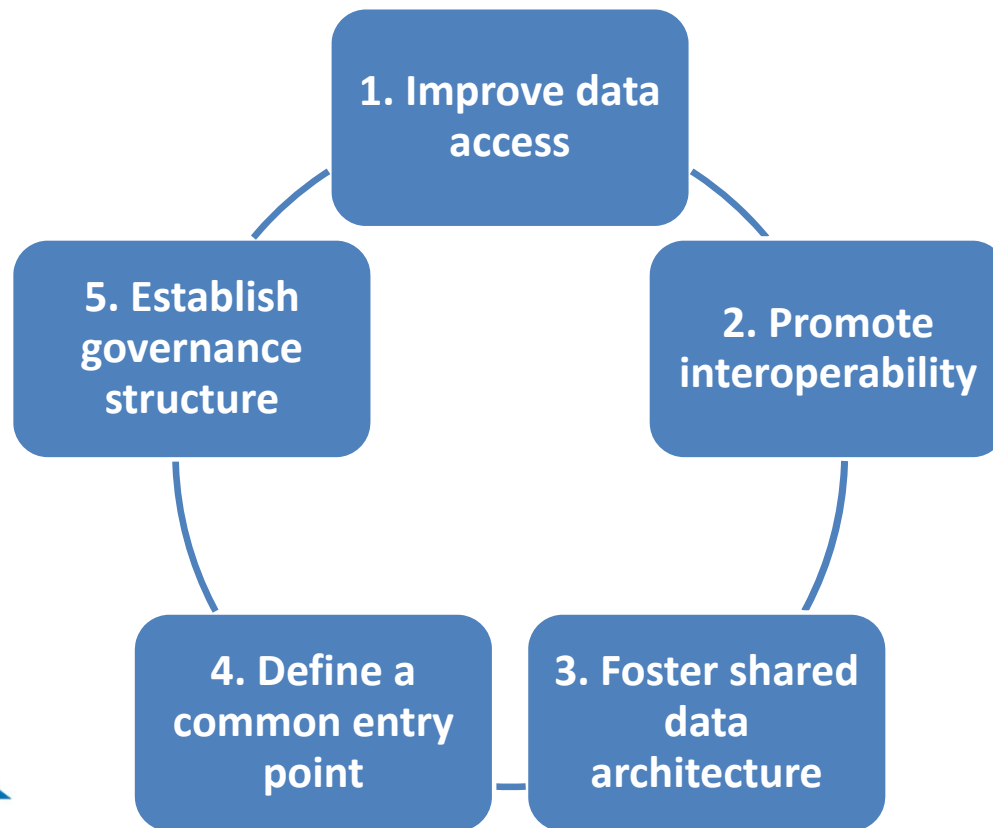 1. Improve data
access
2. Promote
interoperability
3. Foster shared
data
architecture
4. Define a
common entry
point
5. Establish
governance
structure